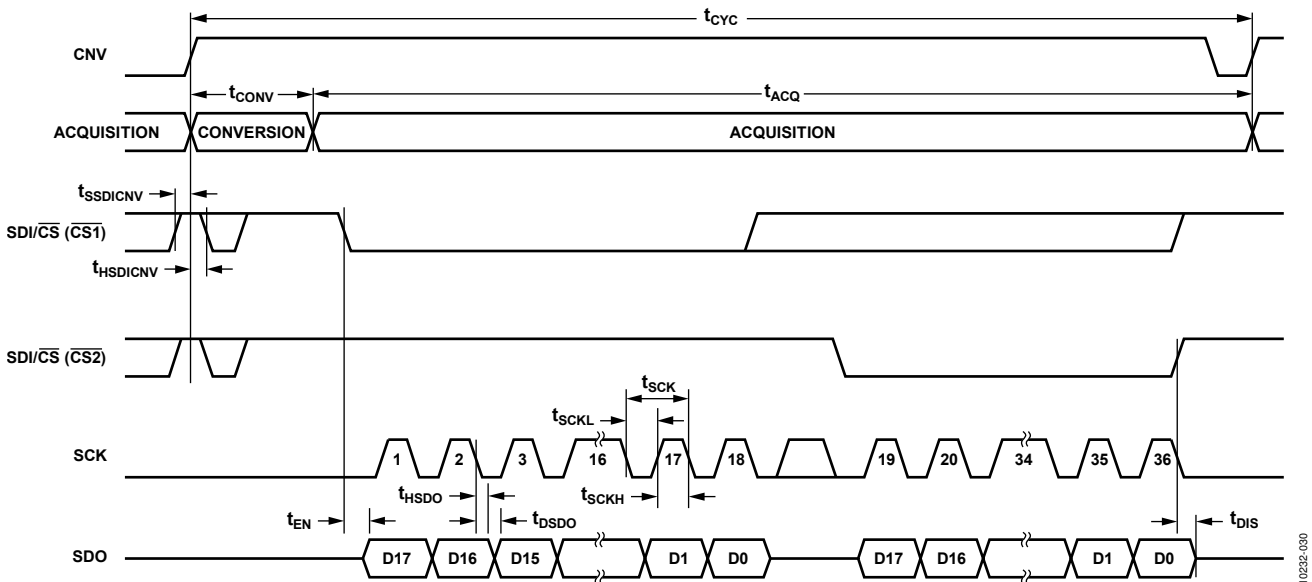 tCYC
CNV
tCONV
tACQ
ACQUISITION CONVERSION ACQUISITION
tSSDICNV
SDI/CS (CS1)
tHSDICNV
SDI/CS (CS2)
tSCK
tSCKL
SCK 1 2 3 16 17 18 19 20 34 35 36
tHSDO tSCKH
tEN tDSDO tDIS
SDO D17 D16 D15 D1 D0 D17 D16 D1 D0
10232-030